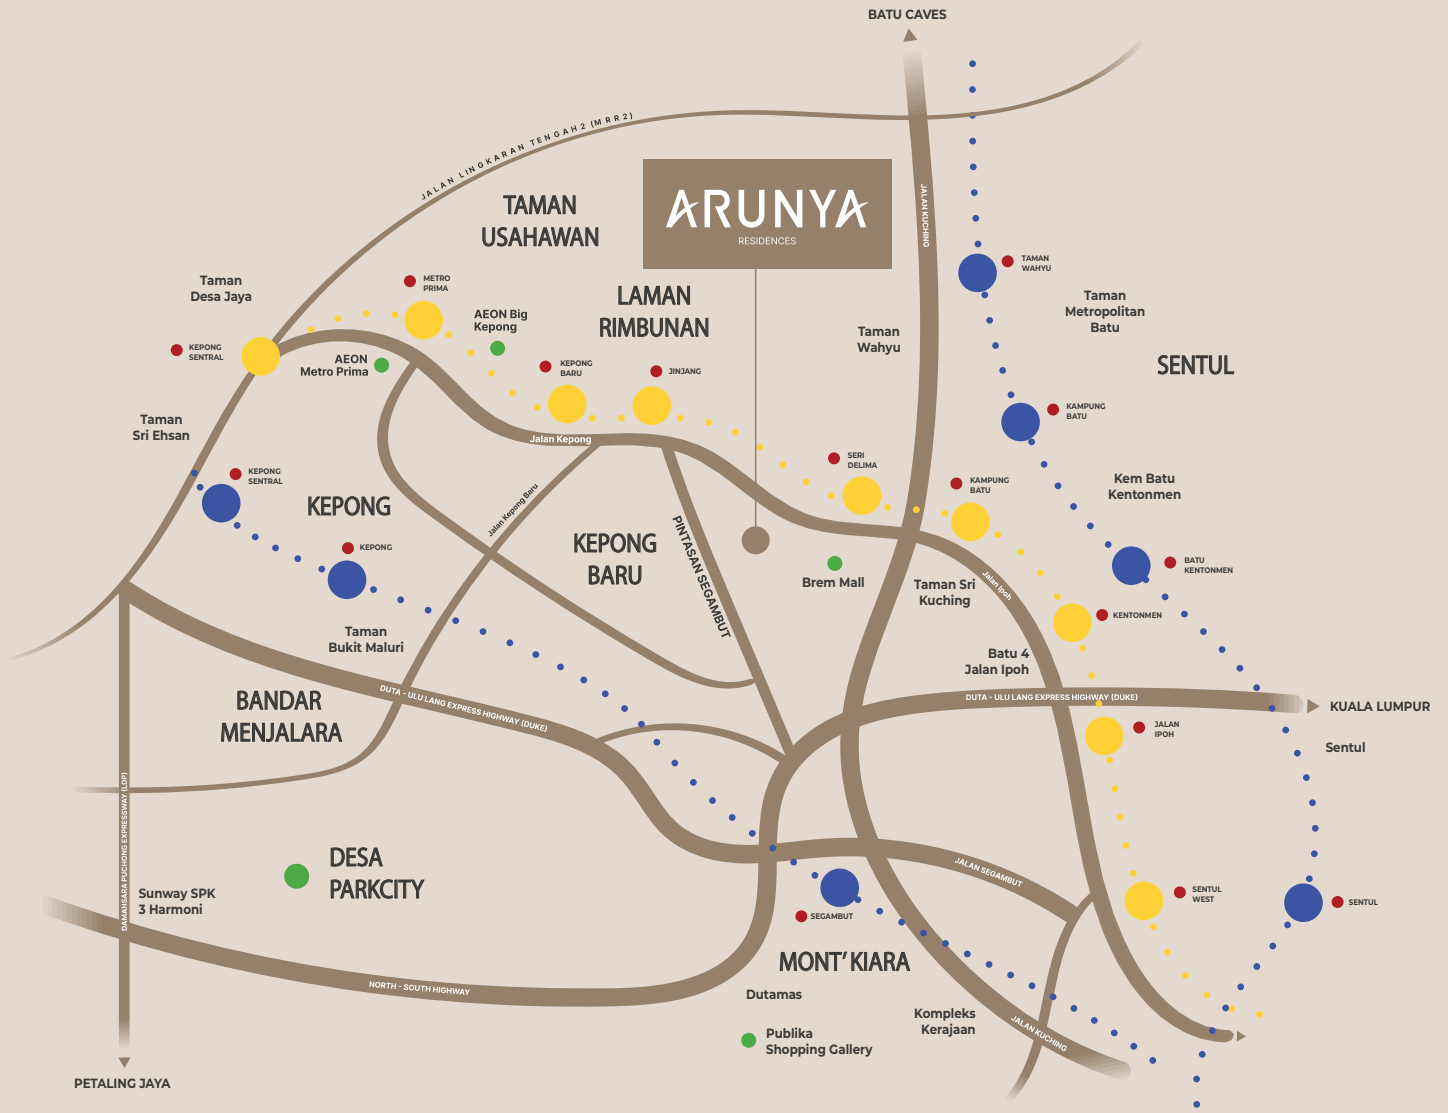 BATU CAVES
JALAN LINGKARAN TENGAH 2 (MRR2)
ARUNYA
RESIDENCES
JALAN KUCHING
TAMAN
USAHAWAN
TAMAN
WAHYU
Taman
Desa Jaya
METRO
PRIMA
Taman
Metropolitan
Batu
LAMAN
RIMBUNAN
AEON Big
Kepong
Taman
Wahyu
KEPONG
SENTRAL
AEON
Metro Prima
KEPONG
BARU
JINJANG
SENTUL
KAMPUNG
BATU
Taman
Sri Ehsan
Jalan Kepong
SERI
DELIMA
KEPONG
SENTRAL
KAMPUNG
BATU
Kem Batu
Kentonmen
KEPONG
Jalan Kepong Baru
PINTASAN SEGAMBUT
KEPONG
KEPONG
BARU
BATU
KENTONMEN
Brem Mall
Taman Sri
Kuching
Jalan Ipoh
KENTONMEN
Taman
Bukit Maluri
Batu 4
Jalan Ipoh
BANDAR
MENJALARA
DUTA - ULU LANG EXPRESS HIGHWAY (DUKE)
DUTA - ULU LANG EXPRESS HIGHWAY (DUKE)
KUALA LUMPUR
JALAN
IPOH
Sentul
DAMANSARA PUCHONG EXPRESSWAY (LDP)
DESA
PARKCITY
JALAN SEGAMBUT
Sunway SPK
3 Harmoni
SENTUL
WEST
SENTUL
SEGAMBUT
MONT' KIARA
NORTH - SOUTH HIGHWAY
Dutamas
Kompleks
Kerajaan
JALAN KUCHING
Publika
Shopping Gallery
PETALING JAYA